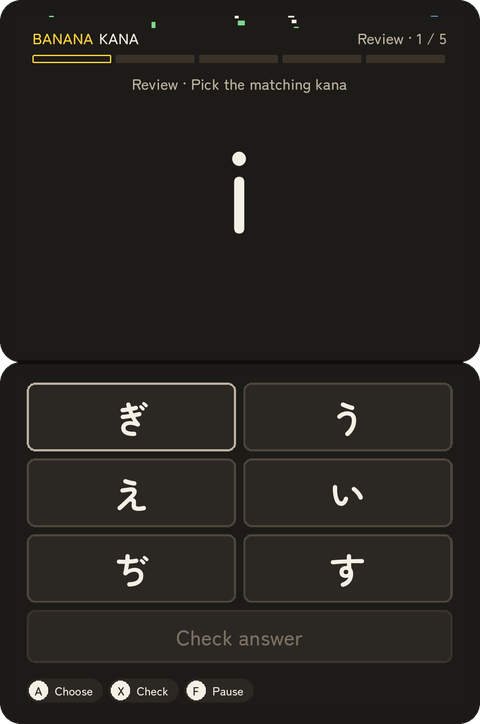 BANANA KANA
Review · 1 / 5
Review · Pick the matching kana
i
ぎ
う
え
い
ぢ
す
Check answer
A Choose X Check F Pause